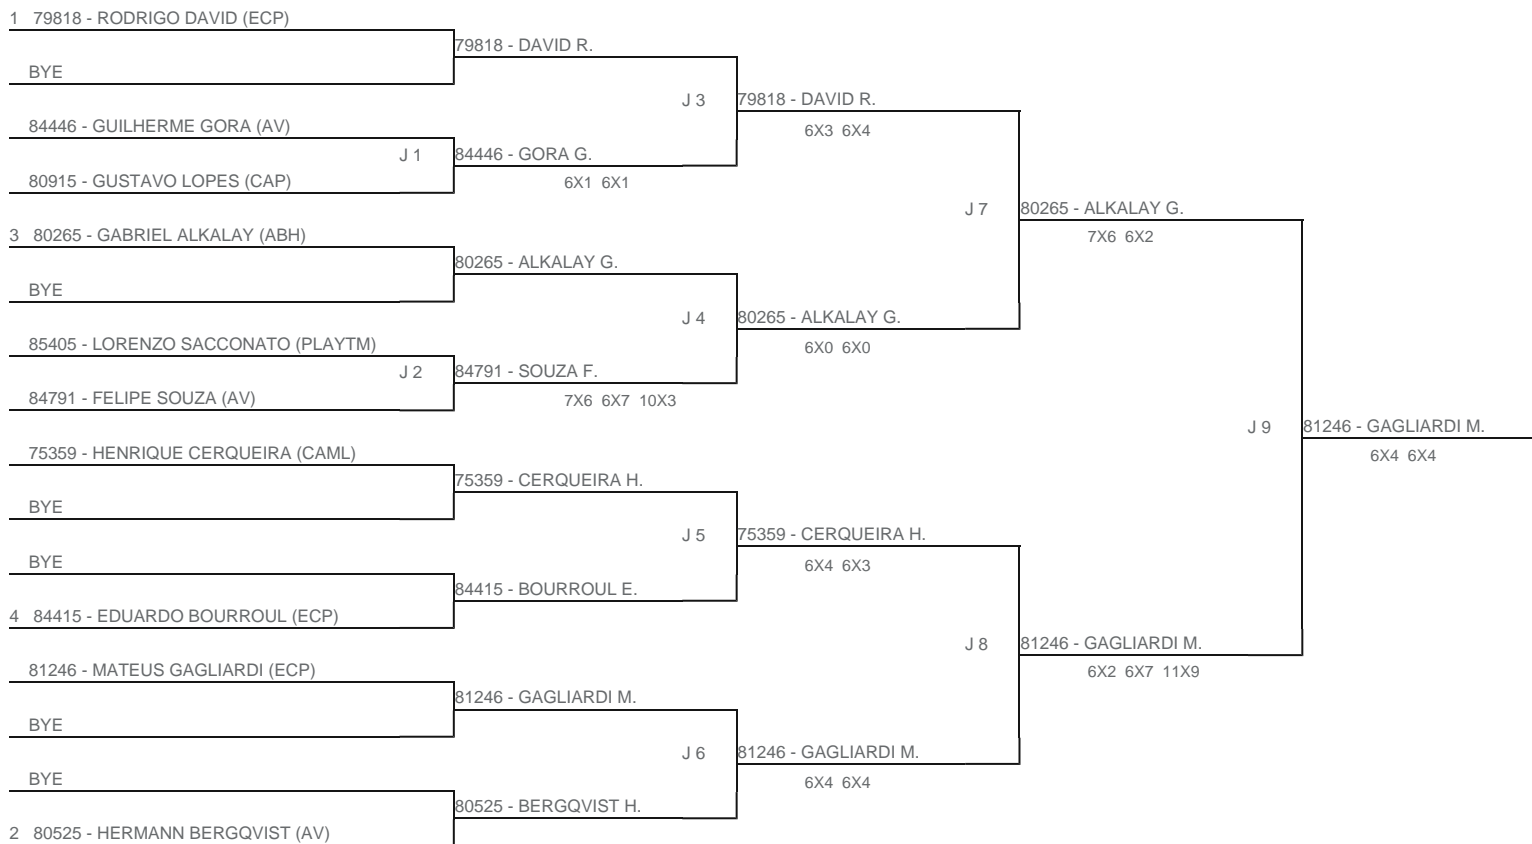 1 79818 - RODRIGO DAVID (ECP)
79818 - DAVID R.
BYE
J 3
79818 - DAVID R.
84446 - GUILHERME GORA (AV)
6X3 6X4
J 1
84446 - GORA G.
80915 - GUSTAVO LOPES (CAP)
6X1 6X1
J 7
80265 - ALKALAY G.
3 80265 - GABRIEL ALKALAY (ABH)
7X6 6X2
80265 - ALKALAY G.
BYE
J 4
80265 - ALKALAY G.
85405 - LORENZO SACCONATO (PLAYTM)
6X0 6X0
J 2
84791 - SOUZA F.
84791 - FELIPE SOUZA (AV)
7X6 6X7 10X3
J 9
81246 - GAGLIARDI M.
75359 - HENRIQUE CERQUEIRA (CAML)
6X4 6X4
75359 - CERQUEIRA H.
BYE
J 5
75359 - CERQUEIRA H.
BYE
6X4 6X3
84415 - BOURROUL E.
4 84415 - EDUARDO BOURROUL (ECP)
J 8
81246 - GAGLIARDI M.
81246 - MATEUS GAGLIARDI (ECP)
6X2 6X7 11X9
81246 - GAGLIARDI M.
BYE
J 6
81246 - GAGLIARDI M.
BYE
6X4 6X4
80525 - BERGQVIST H.
2 80525 - HERMANN BERGQVIST (AV)